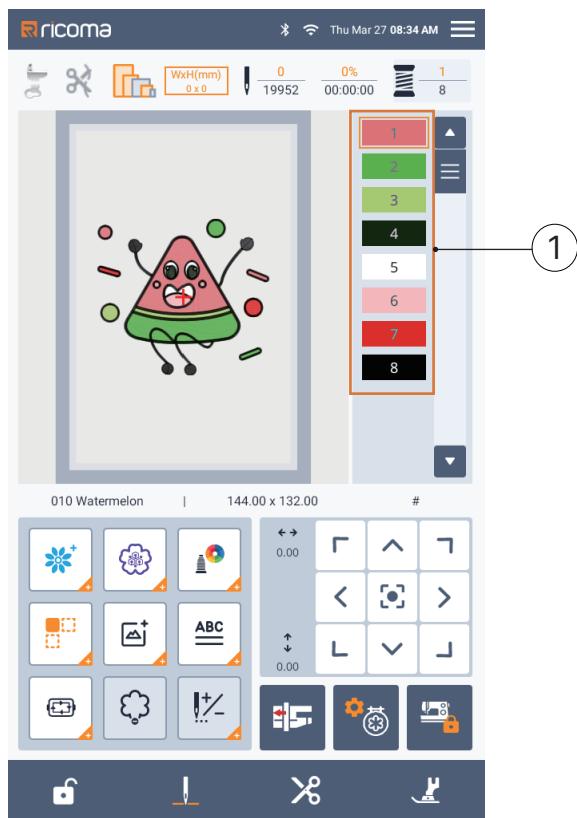 ricoma Thu Mar 27 08:34 AM
WxH(mm) 0 0% 1
0 x 0 19952 00:00:00 8
1
2
3
4
1
5
6
7
8
010 Watermelon | 144.00 x 132.00 #
0.00
ABC
0.00